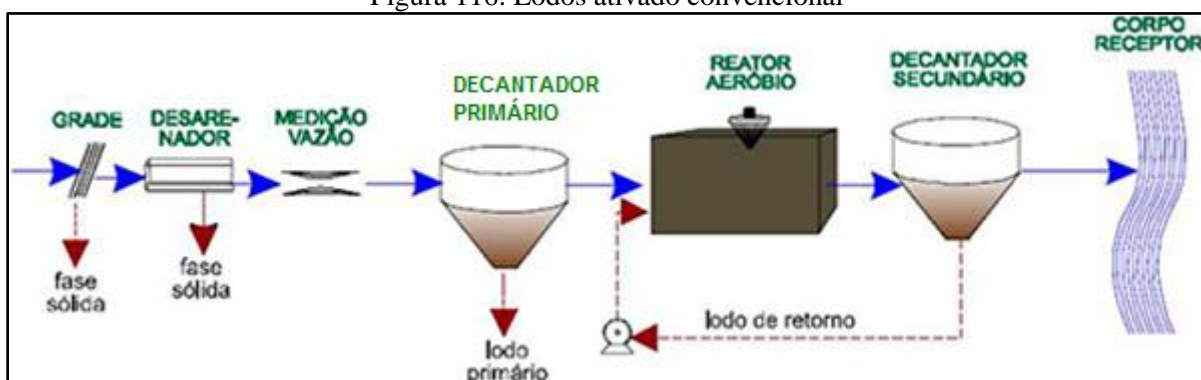 Figura 116: Lodos ativado convencional
CORPO
RECEPTOR
GRADE
DESARE-
NADOR
MEDIÇÃO
VAZÃO
DECANTADOR
PRIMÁRIO
REATOR
AERÓBIO
DECANTADOR
SECUNDÁRIO
fase
sólida
fase
sólida
lodo
primário
lodo de retorno